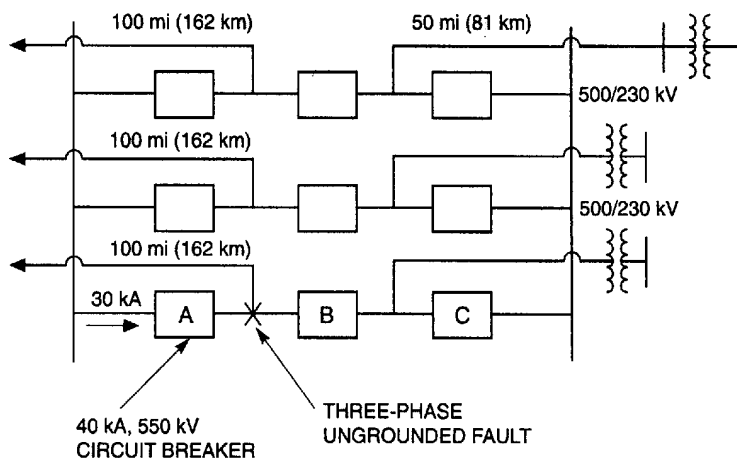 100 mi (162 km)
50 mi (81 km)
500/230 kV
100 mi (162 km)
500/230 kV
100 mi (162 km)
30 kA
A
B
C
40 kA, 550 kV
CIRCUIT BREAKER
THREE-PHASE
UNGROUNDED FAULT